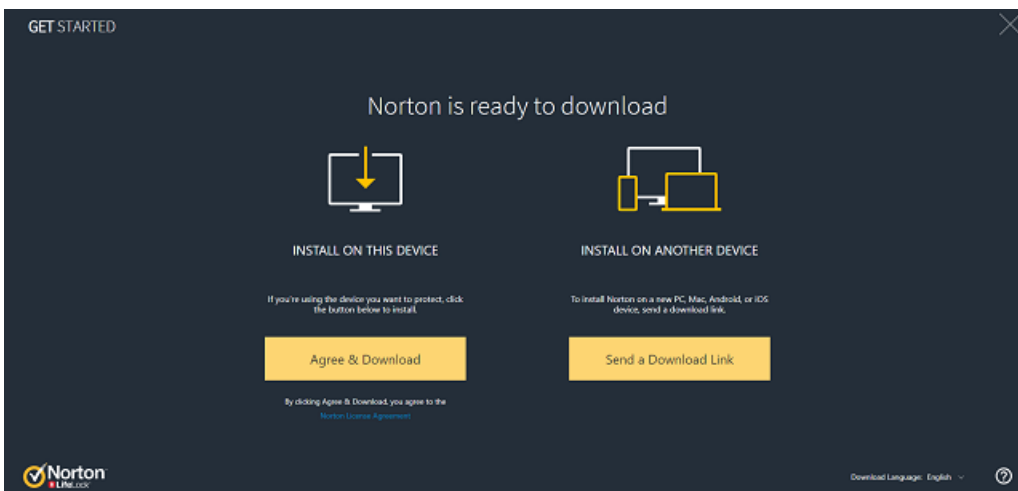 GET STARTED
Norton is ready to download
INSTALL ON THIS DEVICE
If you're using the device you want to protect, click
the button below to install.
Agree & Download
By clicking Agree & Download, you agree to the
Norton License Agreement
INSTALL ON ANOTHER DEVICE
To install Norton on a new PC, Mac, Android, or iOS
device, send a download link.
Send a Download Link
Norton
LifeLock
Download Language: English
?